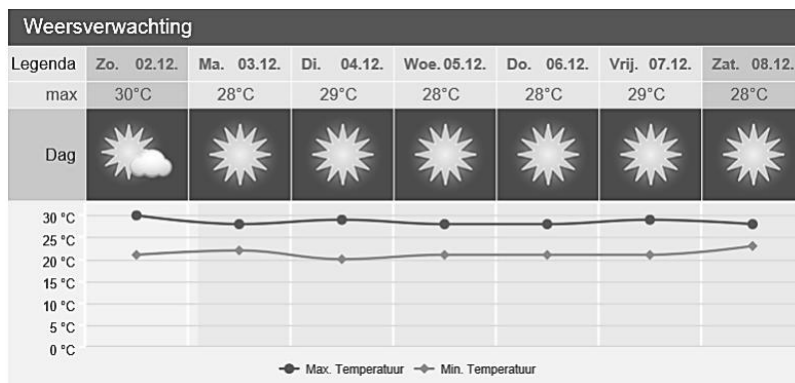 Weersverwachting
Legenda Zo. 02.12. Ma. 03.12. Di. 04.12. Woe. 05.12. Do. 06.12. Vrij. 07.12. Zat. 08.12.
max 30°C 28°C 29°C 28°C 28°C 29°C 28°C
Dag
30 °C
25 °C
20 °C
15 °C
10 °C
5 °C
0 °C
Max. Temperatuur Min. Temperatuur